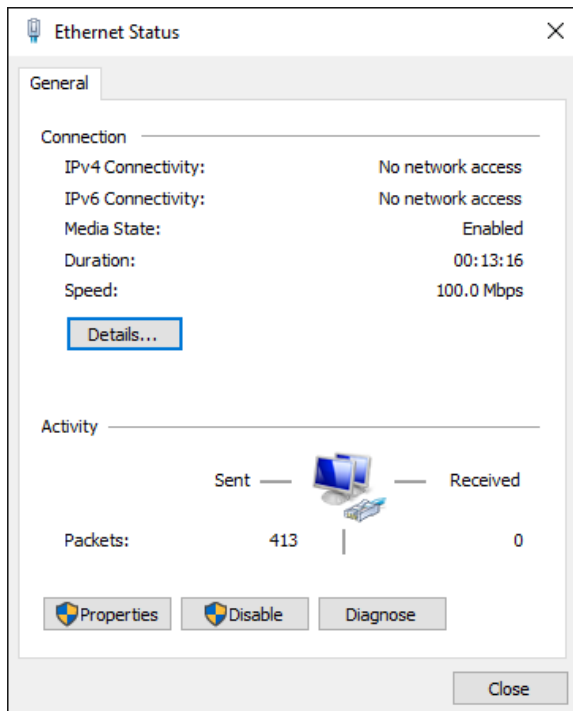 Ethernet Status
General
Connection
IPv4 Connectivity: No network access
IPv6 Connectivity: No network access
Media State: Enabled
Duration: 00:13:16
Speed: 100.0 Mbps
Details...
Activity
Sent Received
Packets: 413 0
Properties Disable Diagnose
Close